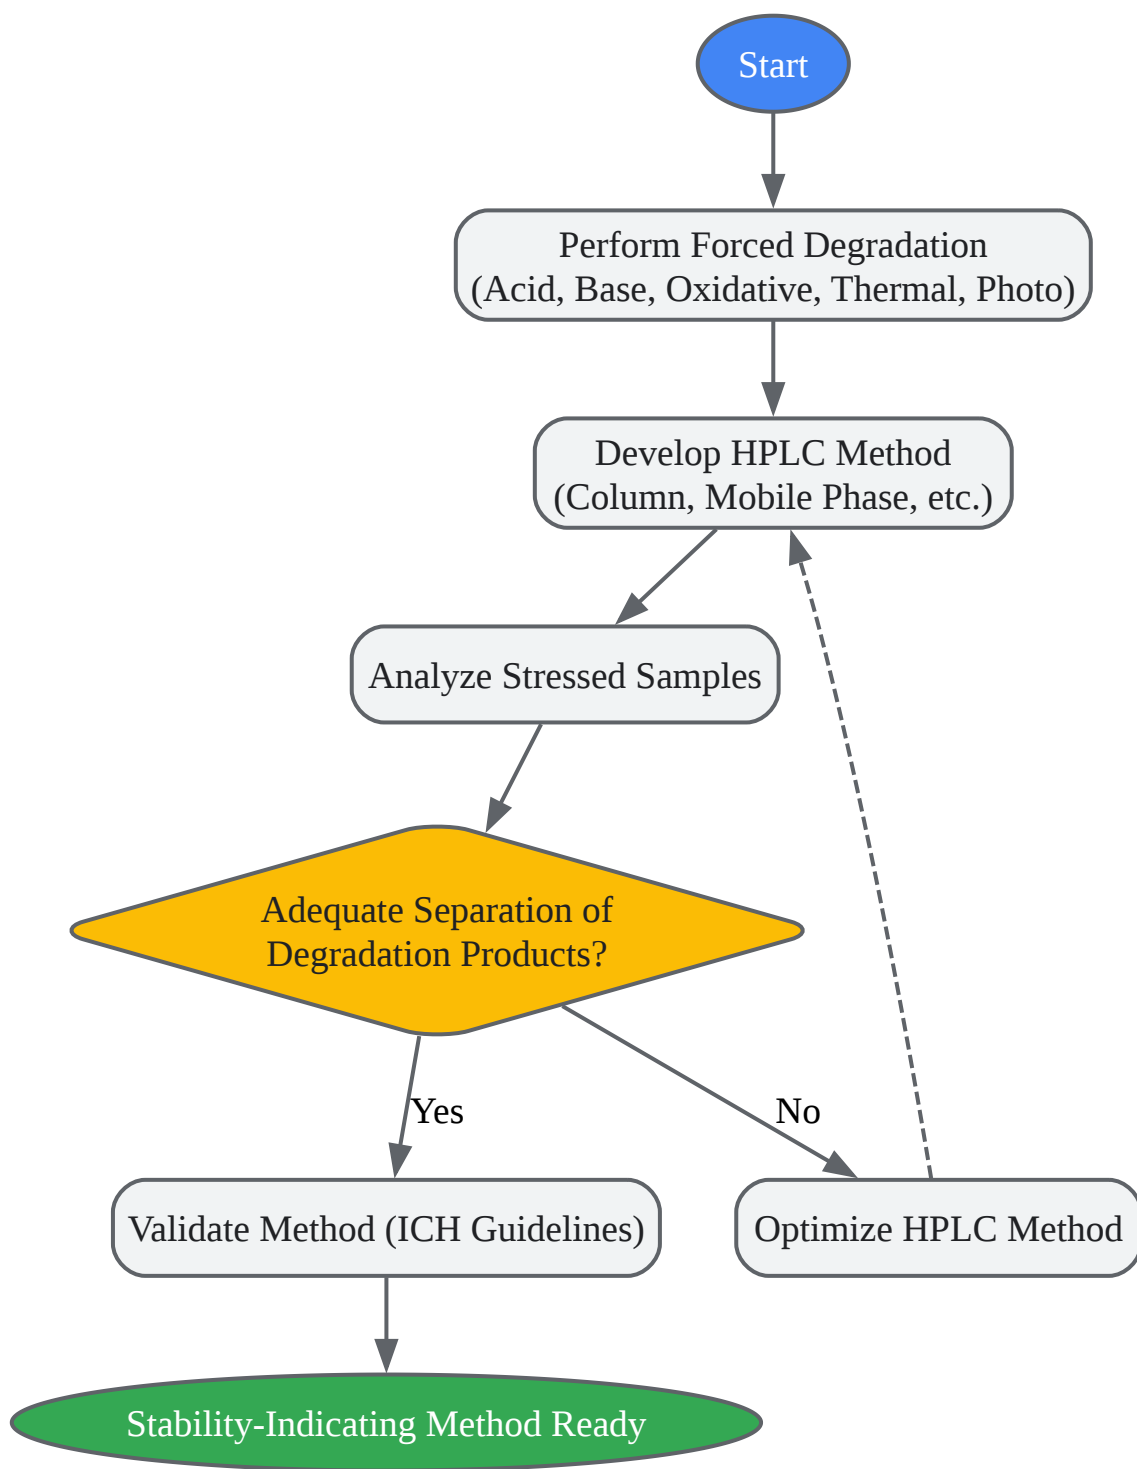 Start
Perform Forced Degradation
(Acid, Base, Oxidative, Thermal, Photo)
Develop HPLC Method
(Column, Mobile Phase, etc.)
Analyze Stressed Samples
Adequate Separation of
Degradation Products?
Yes
No
Validate Method (ICH Guidelines)
Optimize HPLC Method
Stability-Indicating Method Ready